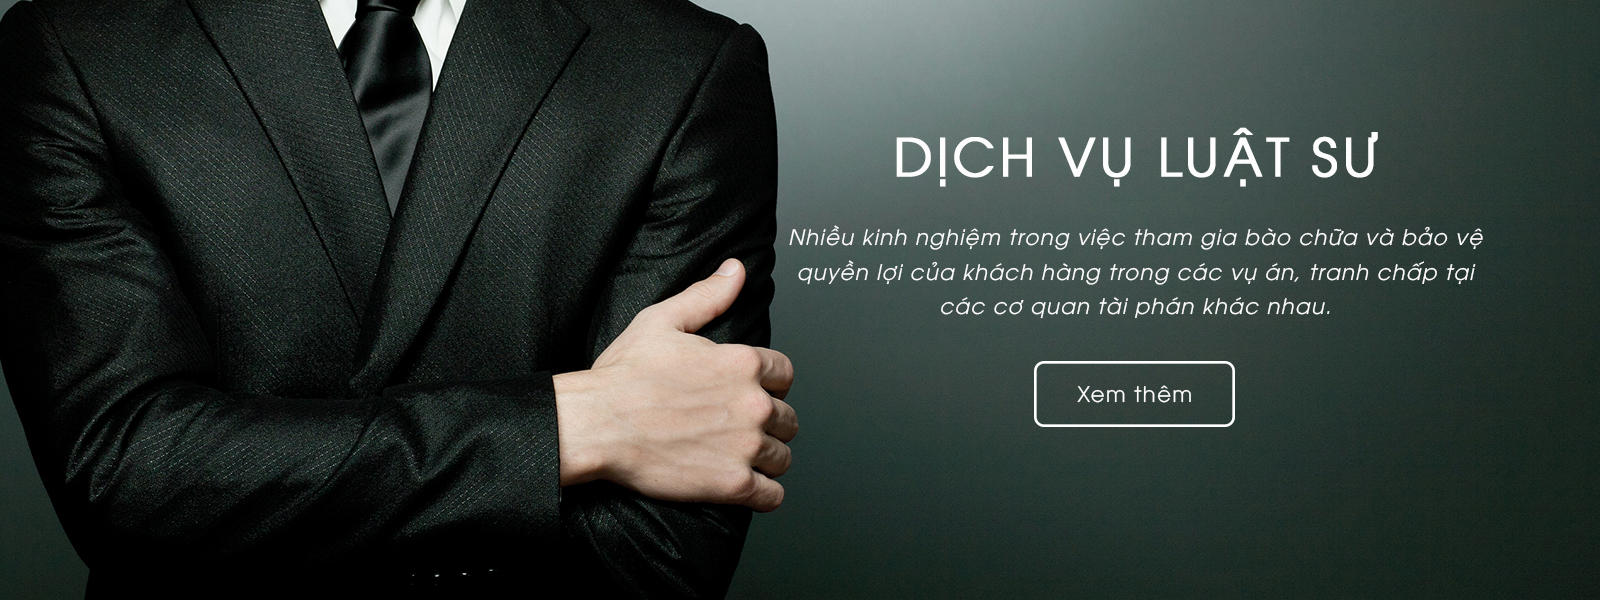 DỊCH VỤ LUẬT SƯ
Nhiều kinh nghiệm trong việc tham gia bào chữa và bảo vệ
quyền lợi của khách hàng trong các vụ án, tranh chấp tại
các cơ quan tài phán khác nhau.
Xem thêm